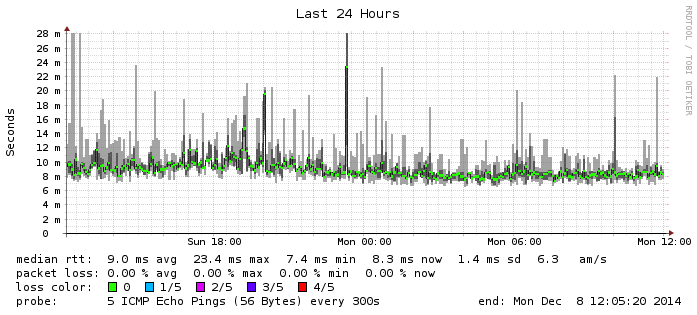 Last 24 Hours
RRDTOOL / TOBI OETIKER
Seconds
28 m
26 m
24 m
22 m
20 m
18 m
16 m
14 m
12 m
10 m
8 m
6 m
4 m
2 m
0
Sun 18:00 Mon 00:00 Mon 06:00 Mon 12:00
median rtt: 9.0 ms avg 23.4 ms max 7.4 ms min 8.3 ms now 1.4 ms sd 6.3 am/s
packet loss: 0.00 % avg 0.00 % max 0.00 % min 0.00 % now
loss color: 0 1/5 2/5 3/5 4/5
probe: 5 ICMP Echo Pings (56 Bytes) every 300s end: Mon Dec 8 12:05:20 2014